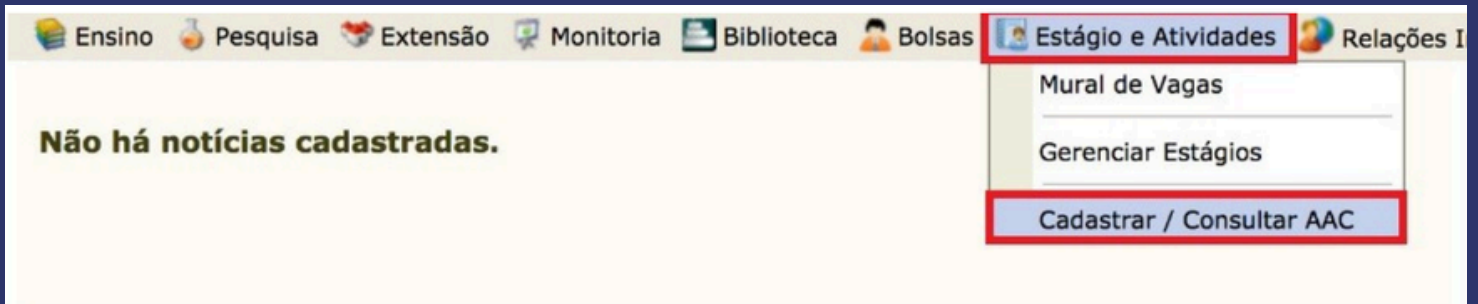 Ensino Pesquisa Extensão Monitoria Biblioteca Bolsas Estágio e Atividades Relações I
Mural de Vagas
Não há notícias cadastradas.
Gerenciar Estágios
Cadastrar / Consultar AAC